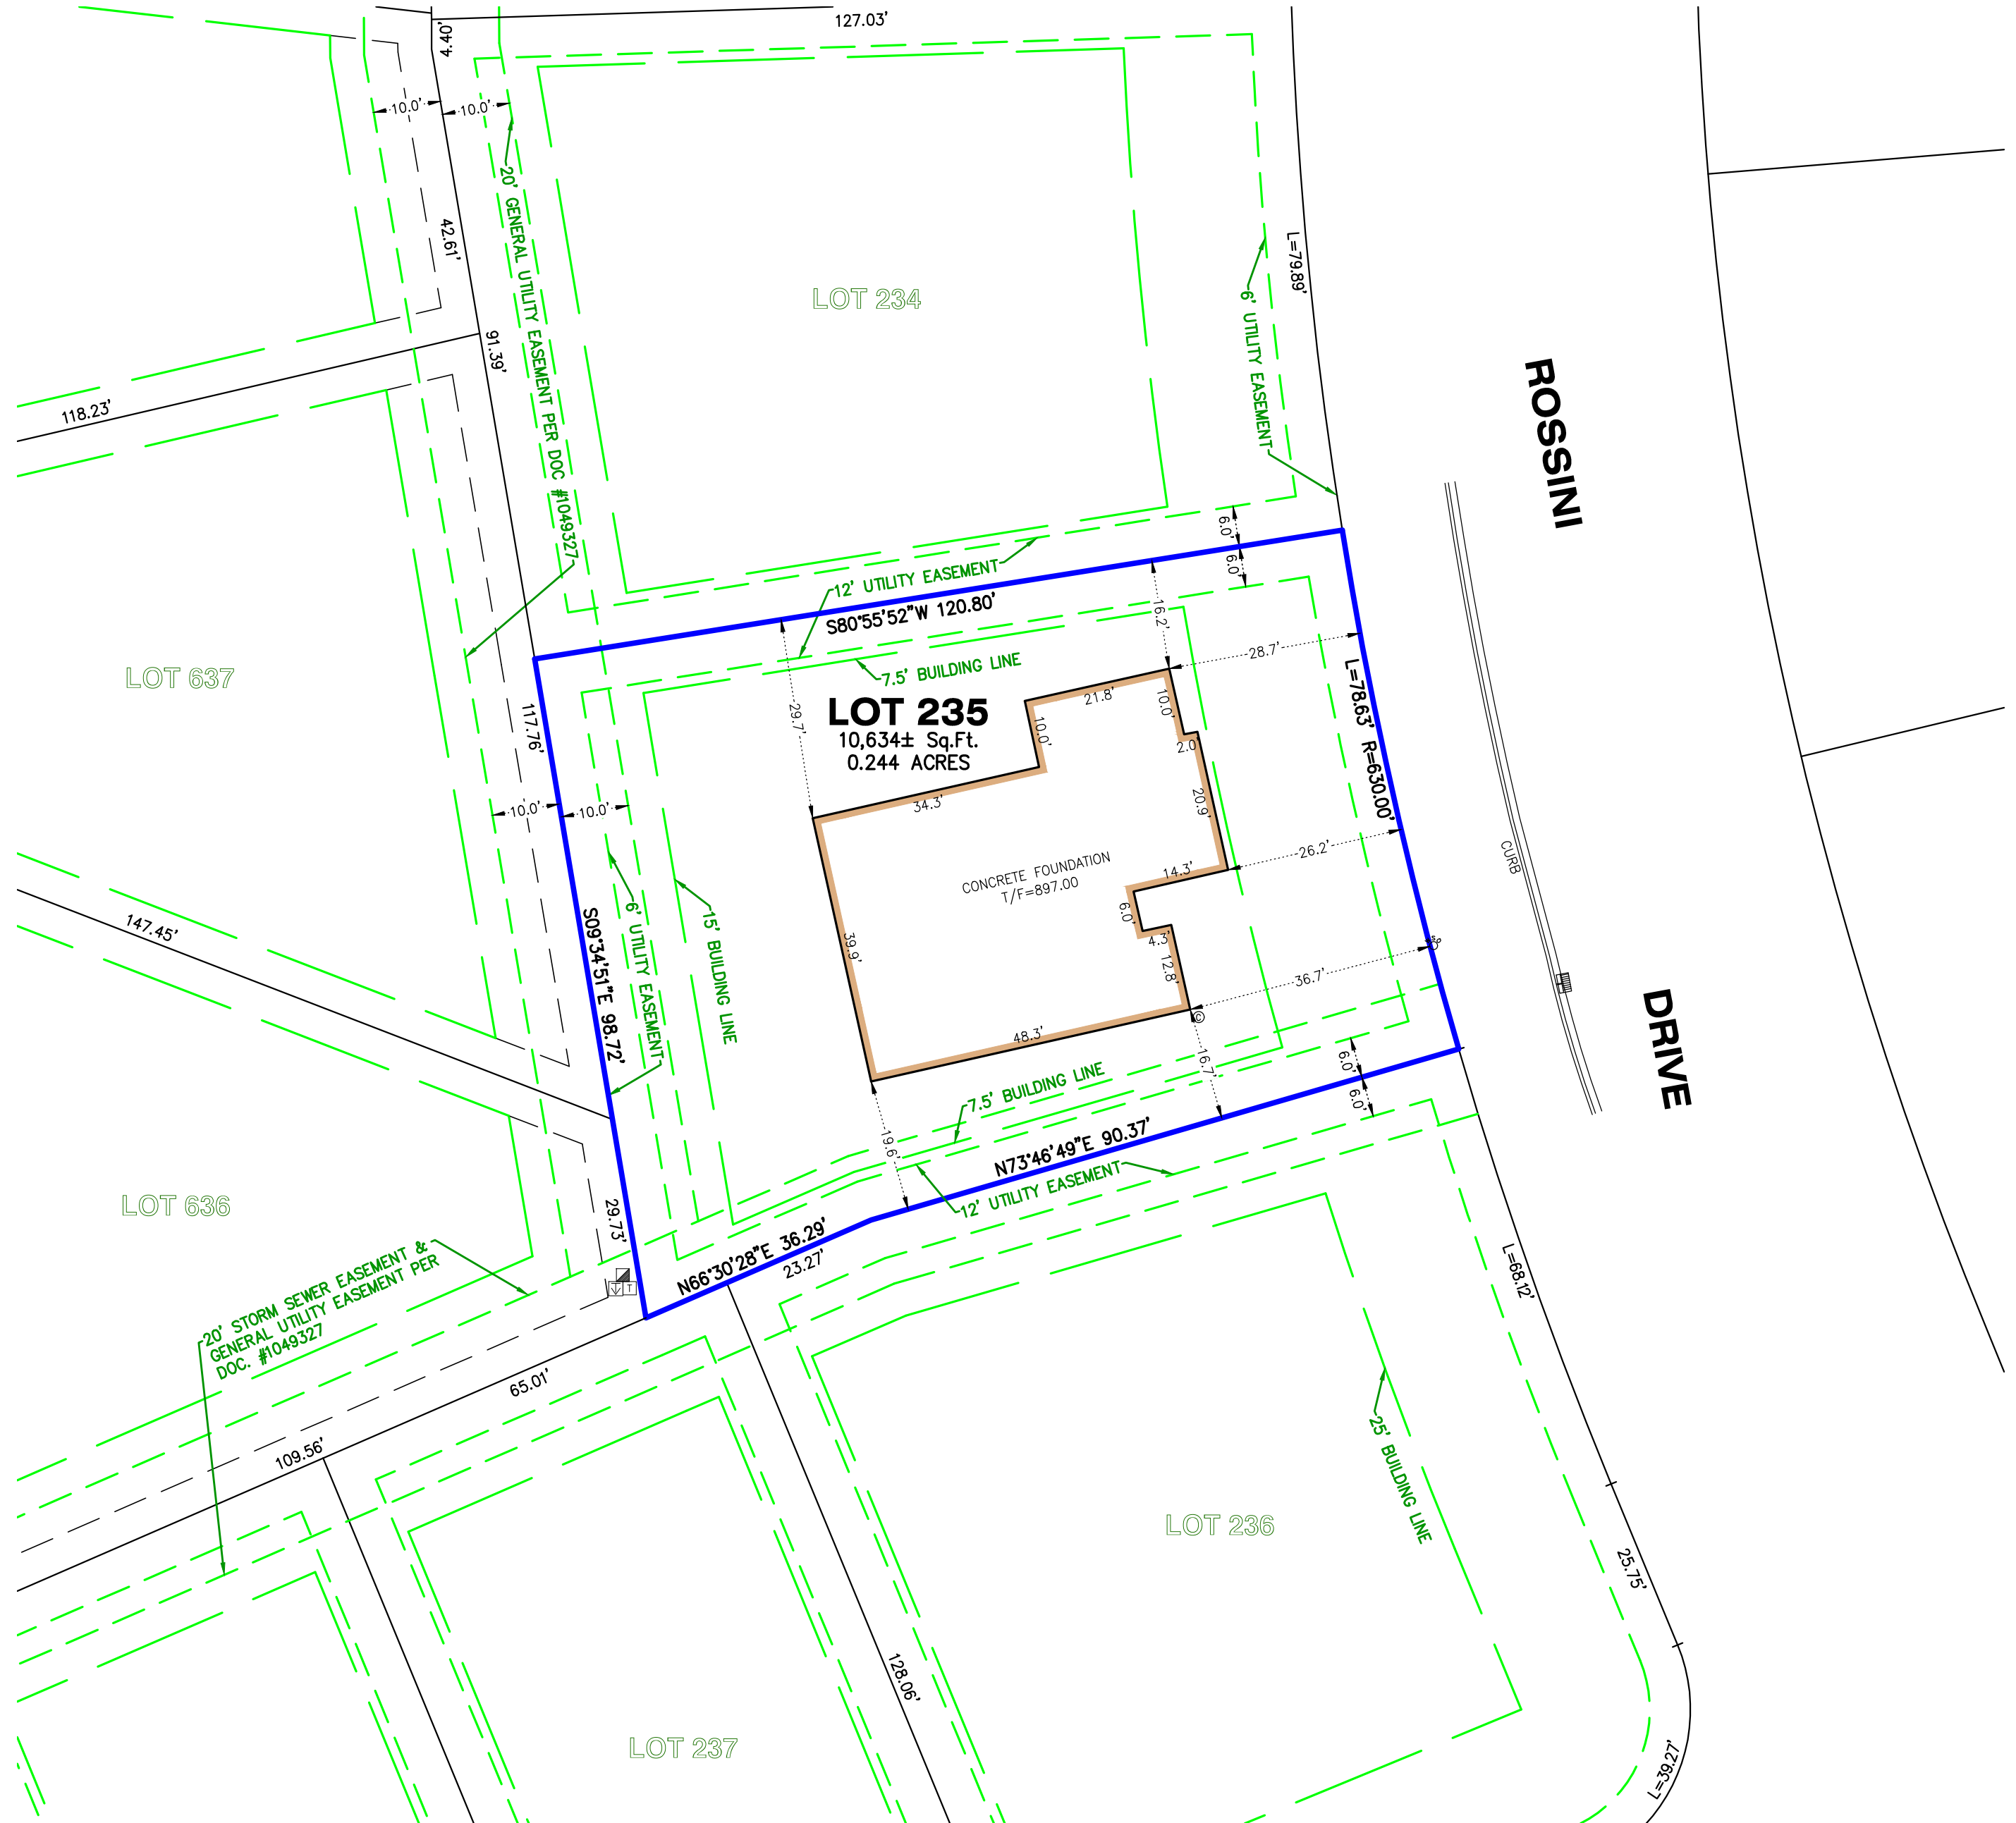 127.03'
4.40'
10.0'
10.0'
42.61'
20' GENERAL UTILITY EASEMENT PER DOC #1049327
LOT 234
L=79.89'
6' UTILITY EASEMENT
ROSSINI
91.39'
118.23'
6.0'
6.0'
12' UTILITY EASEMENT
S80°55'52"W 120.80'
16.2'
28.7'
7.5' BUILDING LINE
LOT 637
117.76'
29.7'
LOT 235
10,634± Sq.Ft.
0.244 ACRES
21.8'
10.0'
10.0'
2.0'
L=78.63' R=630.00'
34.3'
20.9'
10.0'
10.0'
CONCRETE FOUNDATION
T/F=897.00
14.3'
26.2'
CURB
6.0'
4.3'
12.8'
39.9'
36.7'
147.45'
S09°34'51"E 98.72'
6' UTILITY EASEMENT
15' BUILDING LINE
48.3'
©
DRIVE
7.5' BUILDING LINE
16.7'
6.0'
6.0'
19.6'
N73°46'49"E 90.37'
12' UTILITY EASEMENT
LOT 636
29.73'
N66°30'28"E 36.29'
23.27'
T
20' STORM SEWER EASEMENT &
GENERAL UTILITY EASEMENT PER
DOC. #1049327
65.01'
109.56'
L=68.12'
25' BUILDING LINE
LOT 236
25.75'
128.06'
LOT 237
L=39.27'